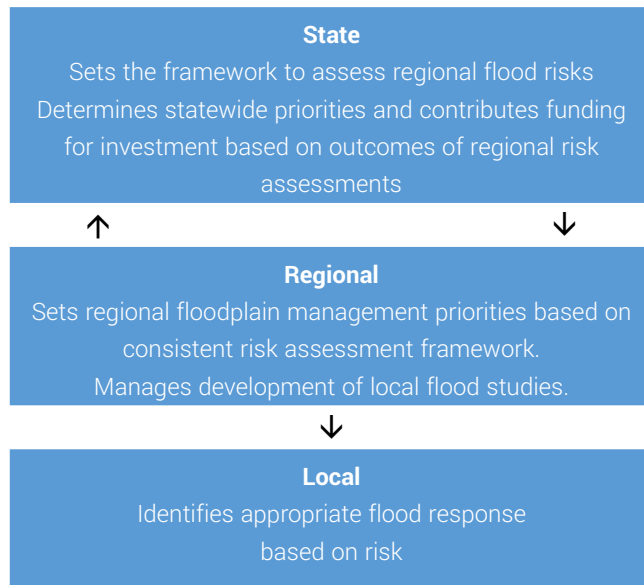 State
Sets the framework to assess regional flood risks
Determines statewide priorities and contributes funding
for investment based on outcomes of regional risk
assessments
Regional
Sets regional floodplain management priorities based on
consistent risk assessment framework.
Manages development of local flood studies.
Local
Identifies appropriate flood response
based on risk